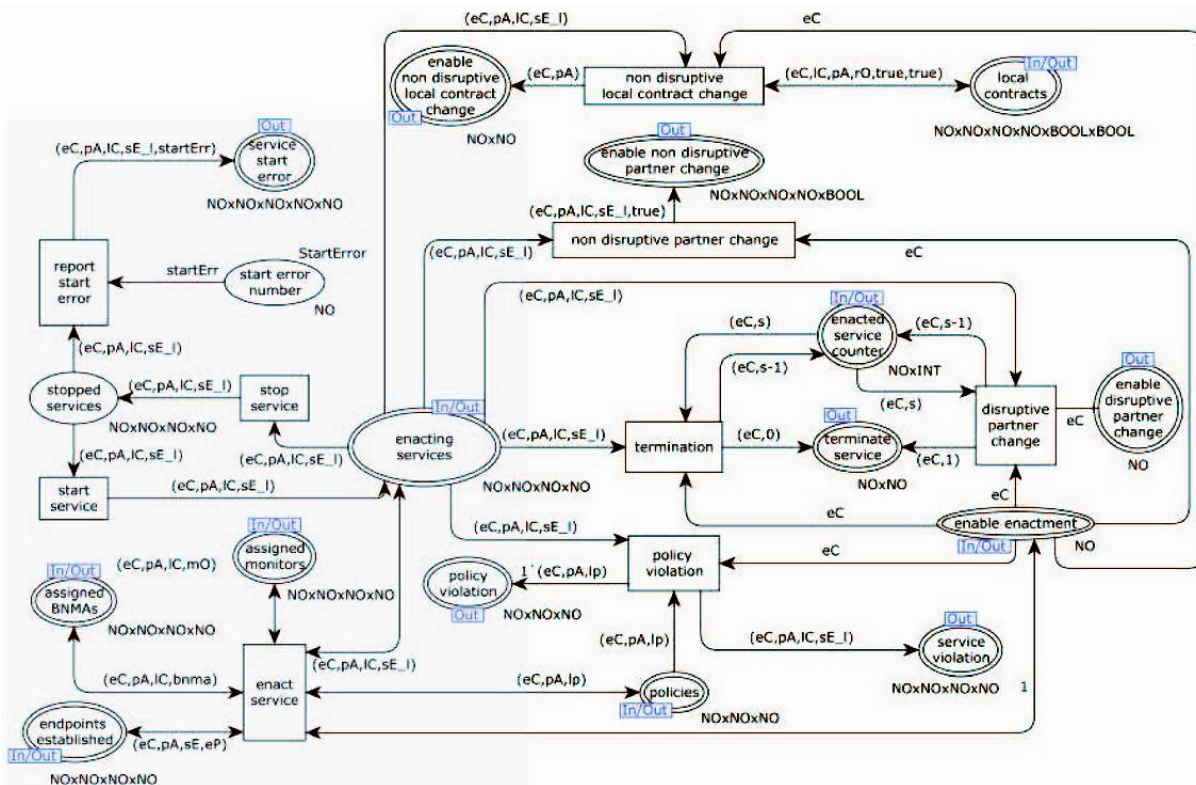 (eC,pA,lC,sE_l)
eC
enable
non disruptive
local contract
change
Out
(eC,pA)
non disruptive
local contract change
(eC,lC,pA,rO,true,true)
In/Out
local
contracts
NOxNO
NOxNOxNOxNOxBOOLxBOOL
Out
enable non disruptive
partner change
NOxNOxNOxNOxBOOL
(eC,pA,lC,sE_l,true)
(eC,pA,lC,sE_l)
non disruptive partner change
eC
(eC,pA,lC,sE_l,startErr)
Out
service
start
error
NOxNOxNOxNOxNO
report
start
error
startErr
StartError
start error
number
NO
(eC,pA,lC,sE_l)
stopped
services
NOxNOxNOxNO
(eC,pA,lC,sE_l)
stop
service
(eC,pA,lC,sE_l)
(eC,pA,lC,sE_l)
start
service
(eC,pA,lC,sE_l)
In/Out
enacting
services
NOxNOxNOxNO
(eC,pA,lC,sE_l)
(eC,pA,lC,sE_l)
termination
(eC,s)
(eC,s-1)
In/Out
enacted
service
counter
NOxINT
(eC,s-1)
(eC,s)
disruptive
partner
change
eC
Out
enable
disruptive
partner
change
NO
(eC,0)
Out
terminate
service
NOxNO
(eC,1)
eC
eC
enable enactment
In/Out
NO
(eC,pA,lC,sE_l)
policy
violation
eC
1`(eC,pA,lp)
policy
violation
Out
NOxNOxNO
(eC,pA,lp)
(eC,pA,lC,sE_l)
Out
service
violation
NOxNOxNOxNO
In/Out
assigned
monitors
NOxNOxNOxNO
(eC,pA,lC,mO)
In/Out
assigned
BNMAs
NOxNOxNOxNO
(eC,pA,lC,sE_l)
(eC,pA,lC,bnma)
enact
service
(eC,pA,lp)
policies
In/Out
NOxNOxNO
1
endpoints
established
In/Out
(eC,pA,sE,eP)
NOxNOxNOxNO